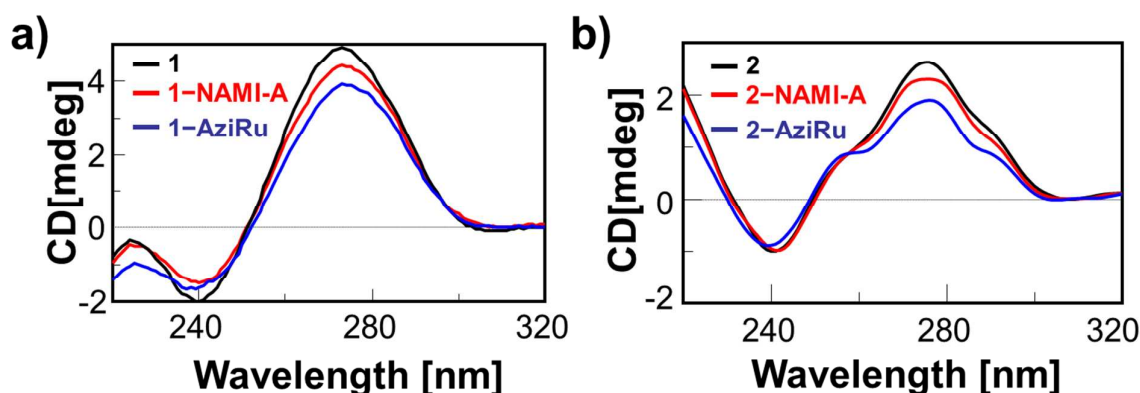 a)
CD[mdeg]
4
2
0
-2
1
1-NAMI-A
1-AziRu
240
280
320
Wavelength [nm]
b)
CD[mdeg]
2
0
-2
2
2-NAMI-A
2-AziRu
240
280
320
Wavelength [nm]